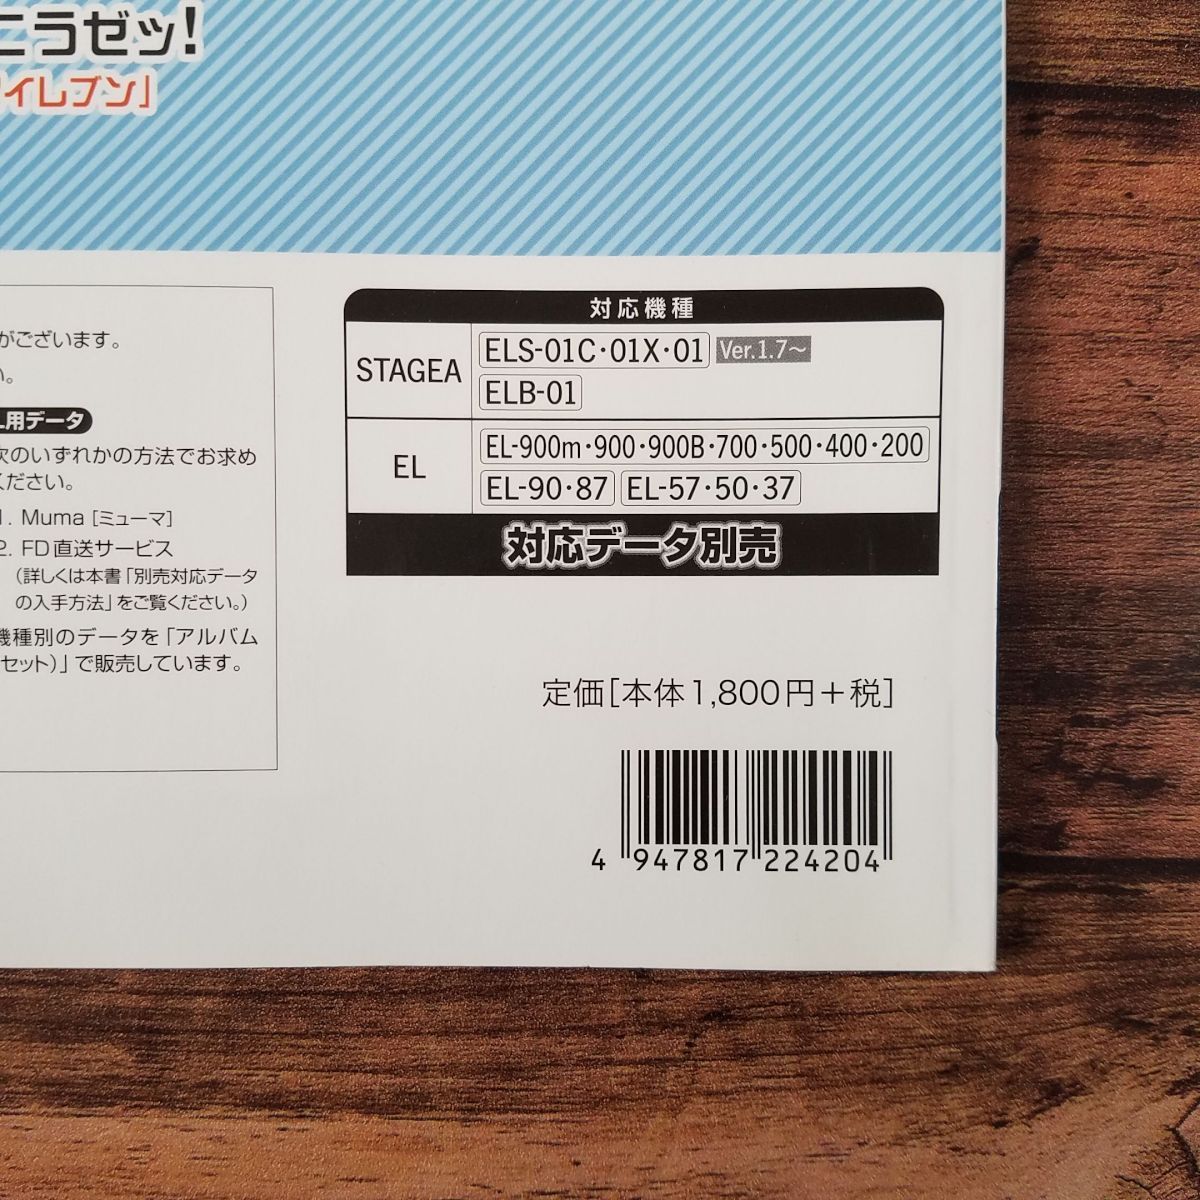 こうゼッ!
イレブン」
対応機種
STAGEA
ELS-01C・01X・01 Ver.1.7〜
ELB-01
EL
EL-900m・900・900B・700・500・400・200
EL-90・87 EL-57・50・37
対応データ別売
がございます。
い。
L用データ
次のいずれかの方法でお求め
ください。
1. Muma [ミューマ]
2. FD直送サービス
(詳しくは本書「別売対応データ
の入手方法」をご覧ください。)
機種別のデータを「アルバム
セット)」で販売しています。
定価[本体1,800円+税]
4 947817 224204